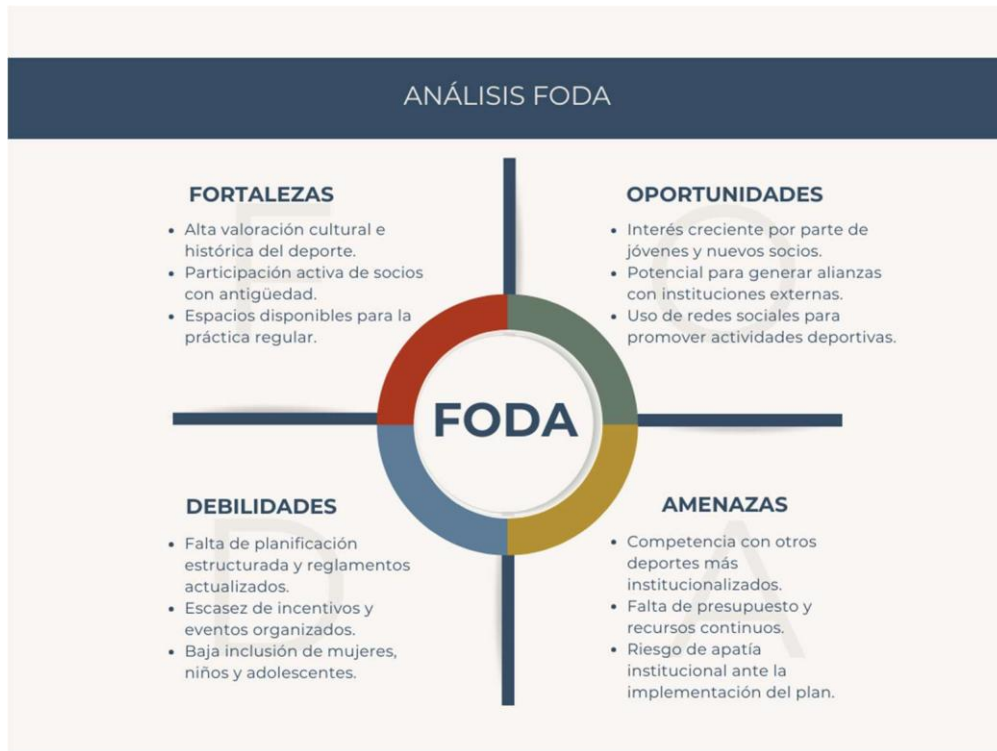 ANÁLISIS FODA
FORTALEZAS
• Alta valoración cultural e
histórica del deporte.
• Participación activa de socios
con antigüedad.
• Espacios disponibles para la
práctica regular.
OPORTUNIDADES
• Interés creciente por parte de
jóvenes y nuevos socios.
• Potencial para generar alianzas
con instituciones externas.
• Uso de redes sociales para
promover actividades deportivas.
FODA
DEBILIDADES
• Falta de planificación
estructurada y reglamentos
actualizados.
• Escasez de incentivos y
eventos organizados.
• Baja inclusión de mujeres,
niños y adolescentes.
AMENAZAS
• Competencia con otros
deportes más
institucionalizados.
• Falta de presupuesto y
recursos continuos.
• Riesgo de apatía
institucional ante la
implementación del plan.
F
O
D
A